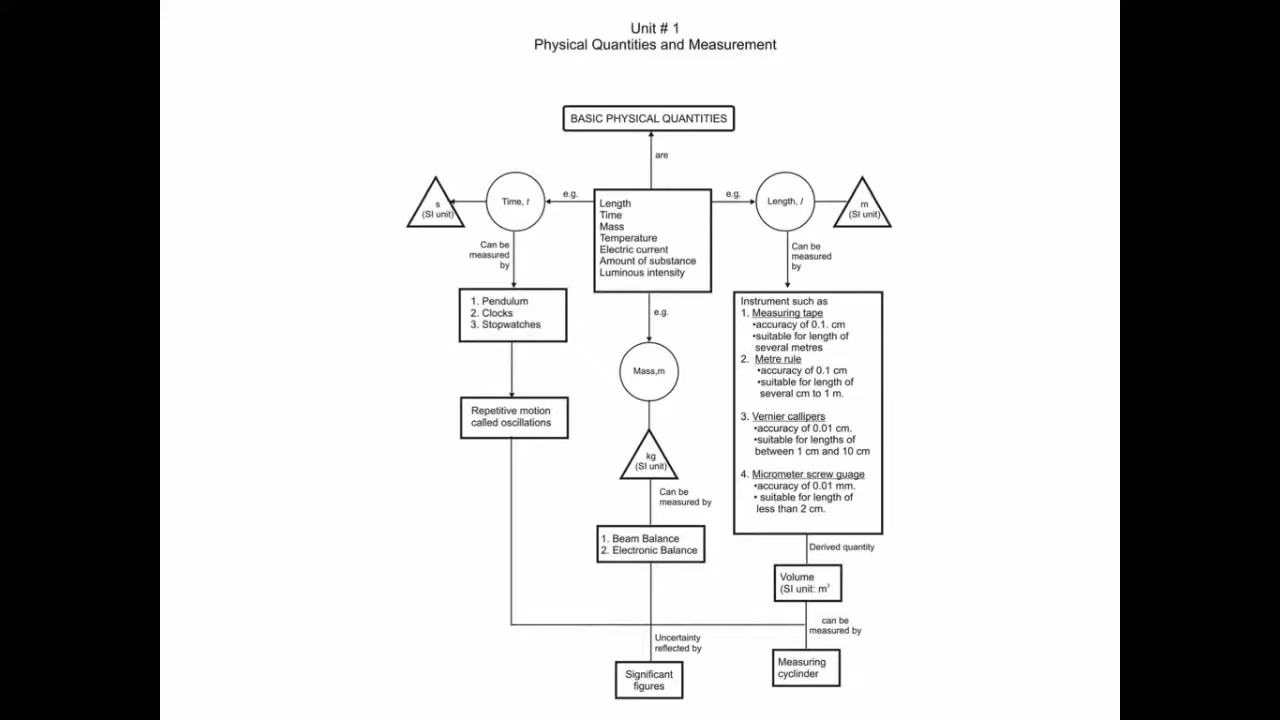 Unit # 1
Physical Quantities and Measurement
BASIC PHYSICAL QUANTITIES
are
s
(SI unit)
Time, t
e.g.
Length
Time
Mass
Temperature
Electric current
Amount of substance
Luminous intensity
e.g.
Length, l
m
(SI unit)
Can be
measured
by
1. Pendulum
2. Clocks
3. Stopwatches
Repetitive motion
called oscillations
e.g.
Mass,m
kg
(SI unit)
Can be
measured by
1. Beam Balance
2. Electronic Balance
Can be
measured
by
Instrument such as
1. Measuring tape
•accuracy of 0.1. cm
•suitable for length of
several metres
2. Metre rule
•accuracy of 0.1 cm
•suitable for length of
several cm to 1 m.
3. Vernier callipers
•accuracy of 0.01 cm.
•suitable for lengths of
between 1 cm and 10 cm
4. Micrometer screw guage
•accuracy of 0.01 mm.
• suitable for length of
less than 2 cm.
Derived quantity
Volume
(SI unit: m³
can be
measured by
Measuring
cyclinder
Uncertainty
reflected by
Significant
figures